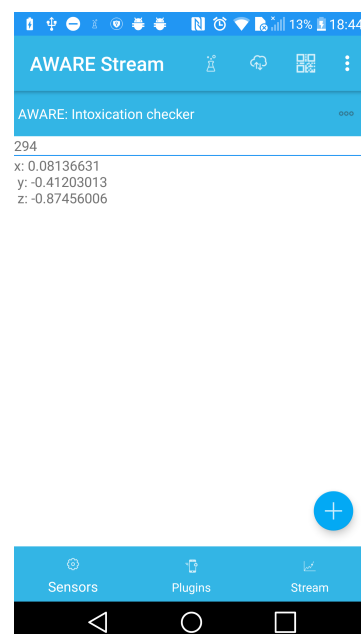 13% 18:44
AWARE Stream
AWARE: Intoxication checker
294
x: 0.08136631
y: -0.41203013
z: -0.87456006
Sensors Plugins Stream